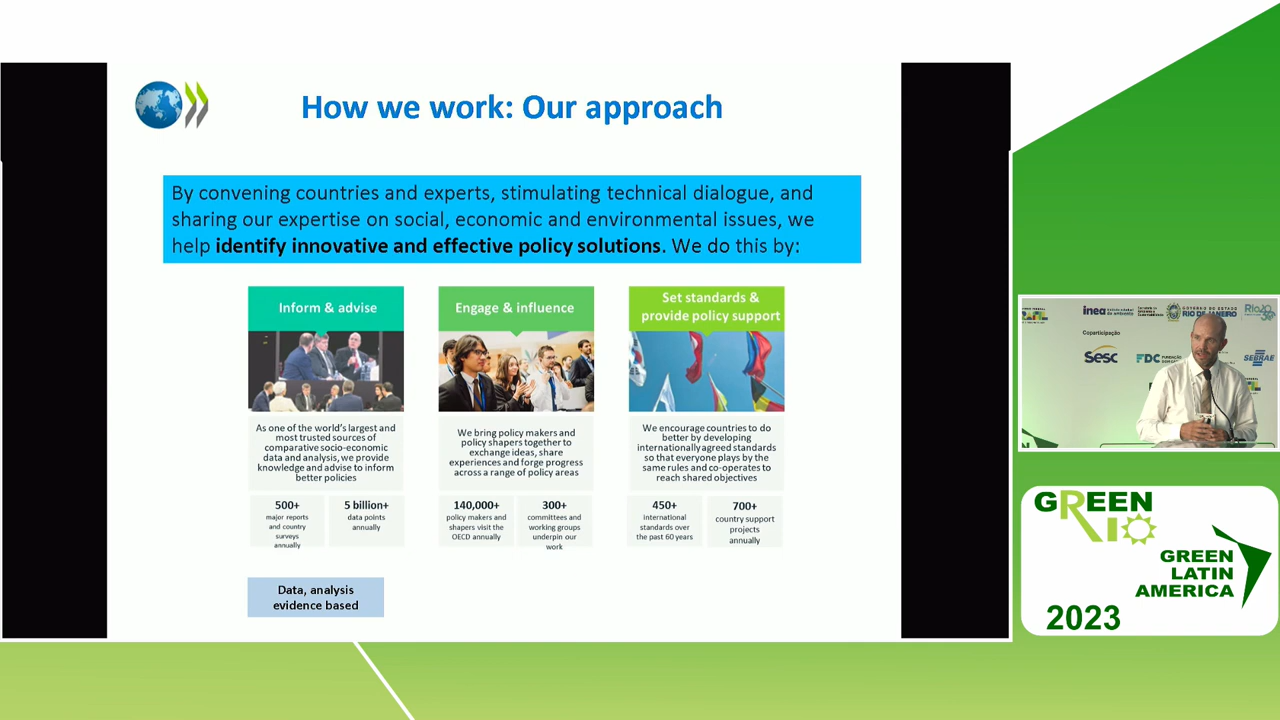 How we work: Our approach
By convening countries and experts, stimulating technical dialogue, and
sharing our expertise on social, economic and environmental issues, we
help identify innovative and effective policy solutions. We do this by:
Inform & advise
As one of the world's largest and
most trusted sources of
comparative socio-economic
data and analysis, we provide
knowledge and advise to inform
better policies
500+
major reports
and country
surveys
annually
5 billion+
data points
annually
Engage & influence
We bring policy makers and
policy shapers together to
exchange ideas, share
experiences and forge progress
across a range of policy areas
140,000+
policy makers and
shapers visit the
OECD annually
300+
committees and
working groups
underpin our
work
Set standards &
provide policy support
We encourage countries to do
better by developing
internationally agreed standards
so that everyone plays by the
same rules and co-operates to
reach shared objectives
450+
international
standards over
the past 60 years
700+
country support
projects
annually
Data, analysis
evidence based
inea
GOVERNO DO ESTADO
RIO DE JANEIRO
Coparticipação
Sesc
FDC
SEBRAE
GREEN
RIO
GREEN
LATIN
AMERICA
2023